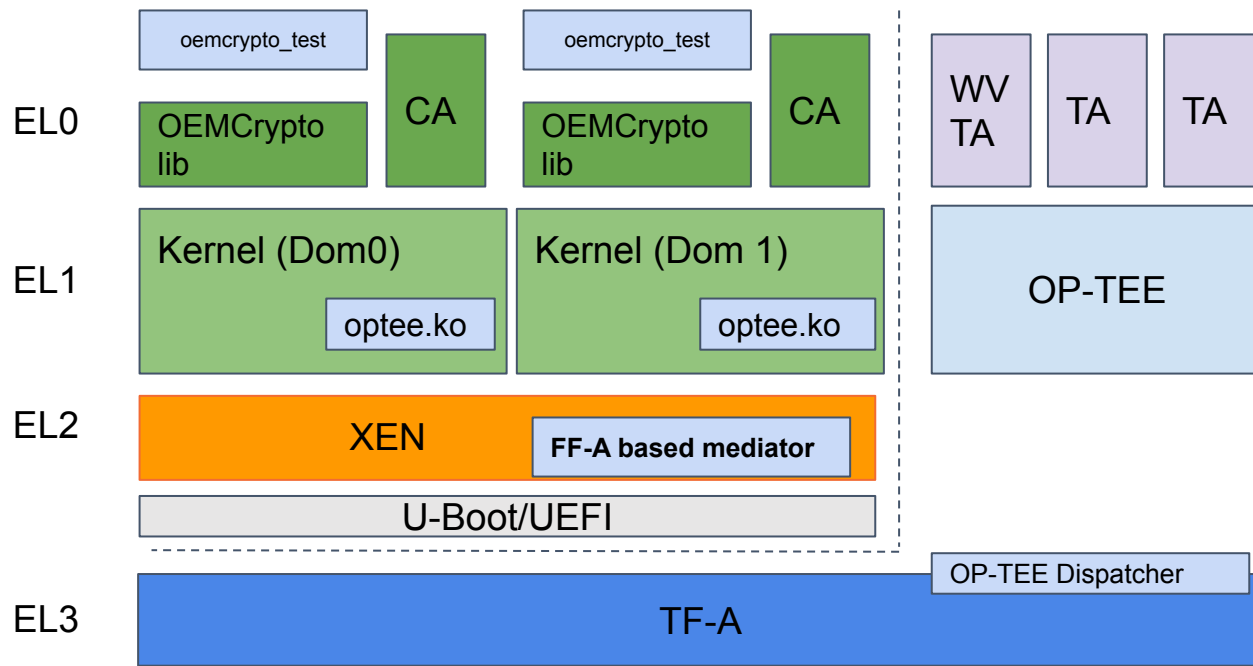 oemcrypto_test
oemcrypto_test
EL0
OEMCrypto
lib
CA
OEMCrypto
lib
CA
WV
TA
TA
TA
EL1
Kernel (Dom0)
optee.ko
Kernel (Dom 1)
optee.ko
OP-TEE
EL2
XEN
FF-A based mediator
U-Boot/UEFI
OP-TEE Dispatcher
EL3
TF-A